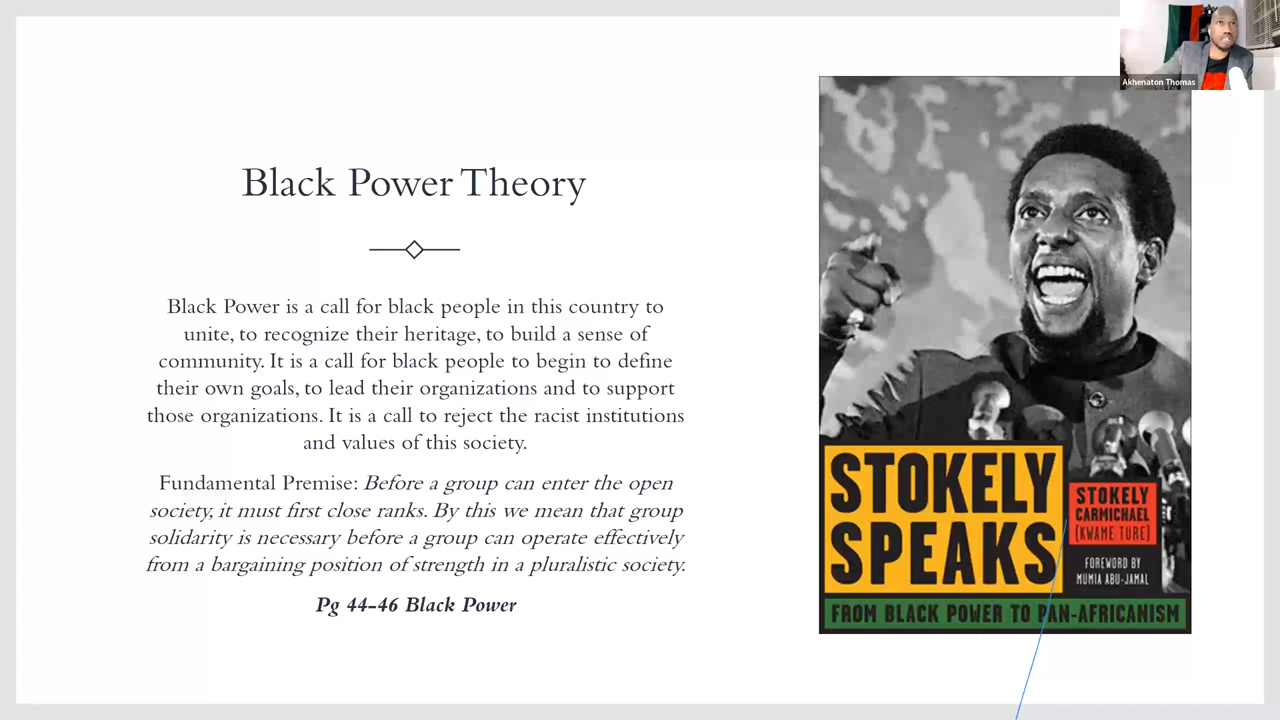 Akhenaton Thomas
Black Power Theory
Black Power is a call for black people in this country to
unite, to recognize their heritage, to build a sense of
community. It is a call for black people to begin to define
their own goals, to lead their organizations and to support
those organizations. It is a call to reject the racist institutions
and values of this society.
Fundamental Premise: Before a group can enter the open
society, it must first close ranks. By this we mean that group
solidarity is necessary before a group can operate effectively
from a bargaining position of strength in a pluralistic society.
Pg 44-46 Black Power
STOKELY
SPEAKS
STOKELY
CARMICHAEL
(KWAME TURE)
FOREWORD BY
MUMIA ABU-JAMAL
FROM BLACK POWER TO PAN-AFRICANISM